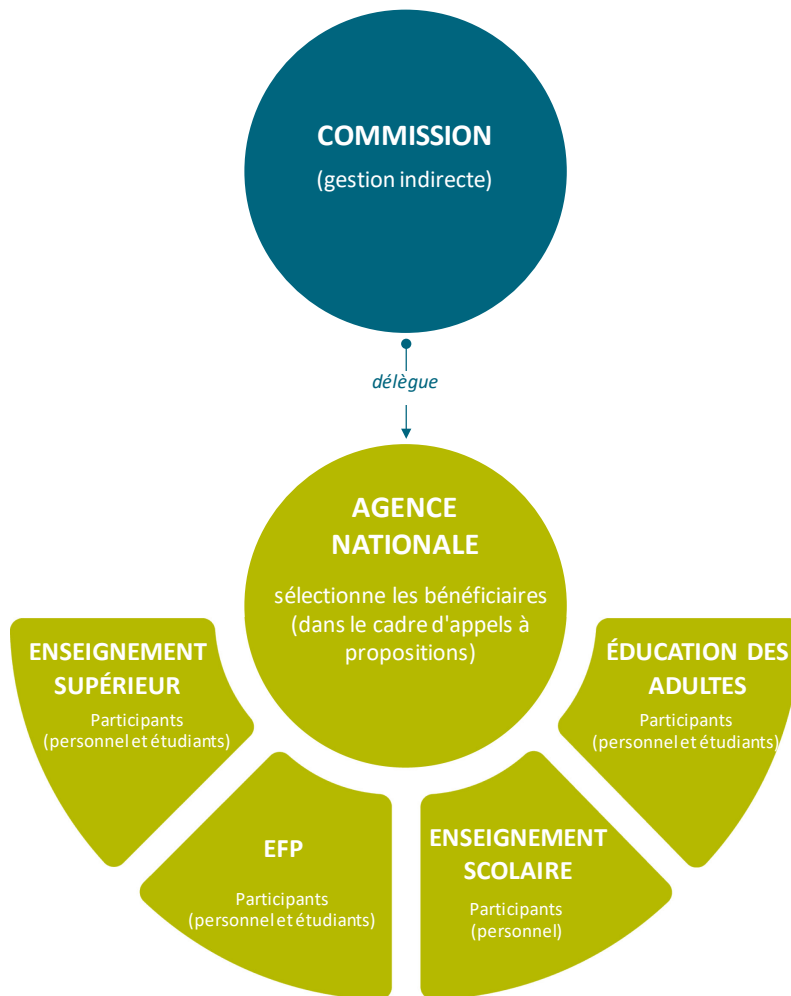 COMMISSION
(gestion indirecte)
délègue
AGENCE
NATIONALE
sélectionne les bénéficiaires
(dans le cadre d'appels à
propositions)
ENSEIGNEMENT
SUPÉRIEUR
Participants
(personnel et étudiants)
EFP
Participants
(personnel et étudiants)
ENSEIGNEMENT
SCOLAIRE
Participants
(personnel)
ÉDUCATION DES
ADULTES
Participants
(personnel et étudiants)